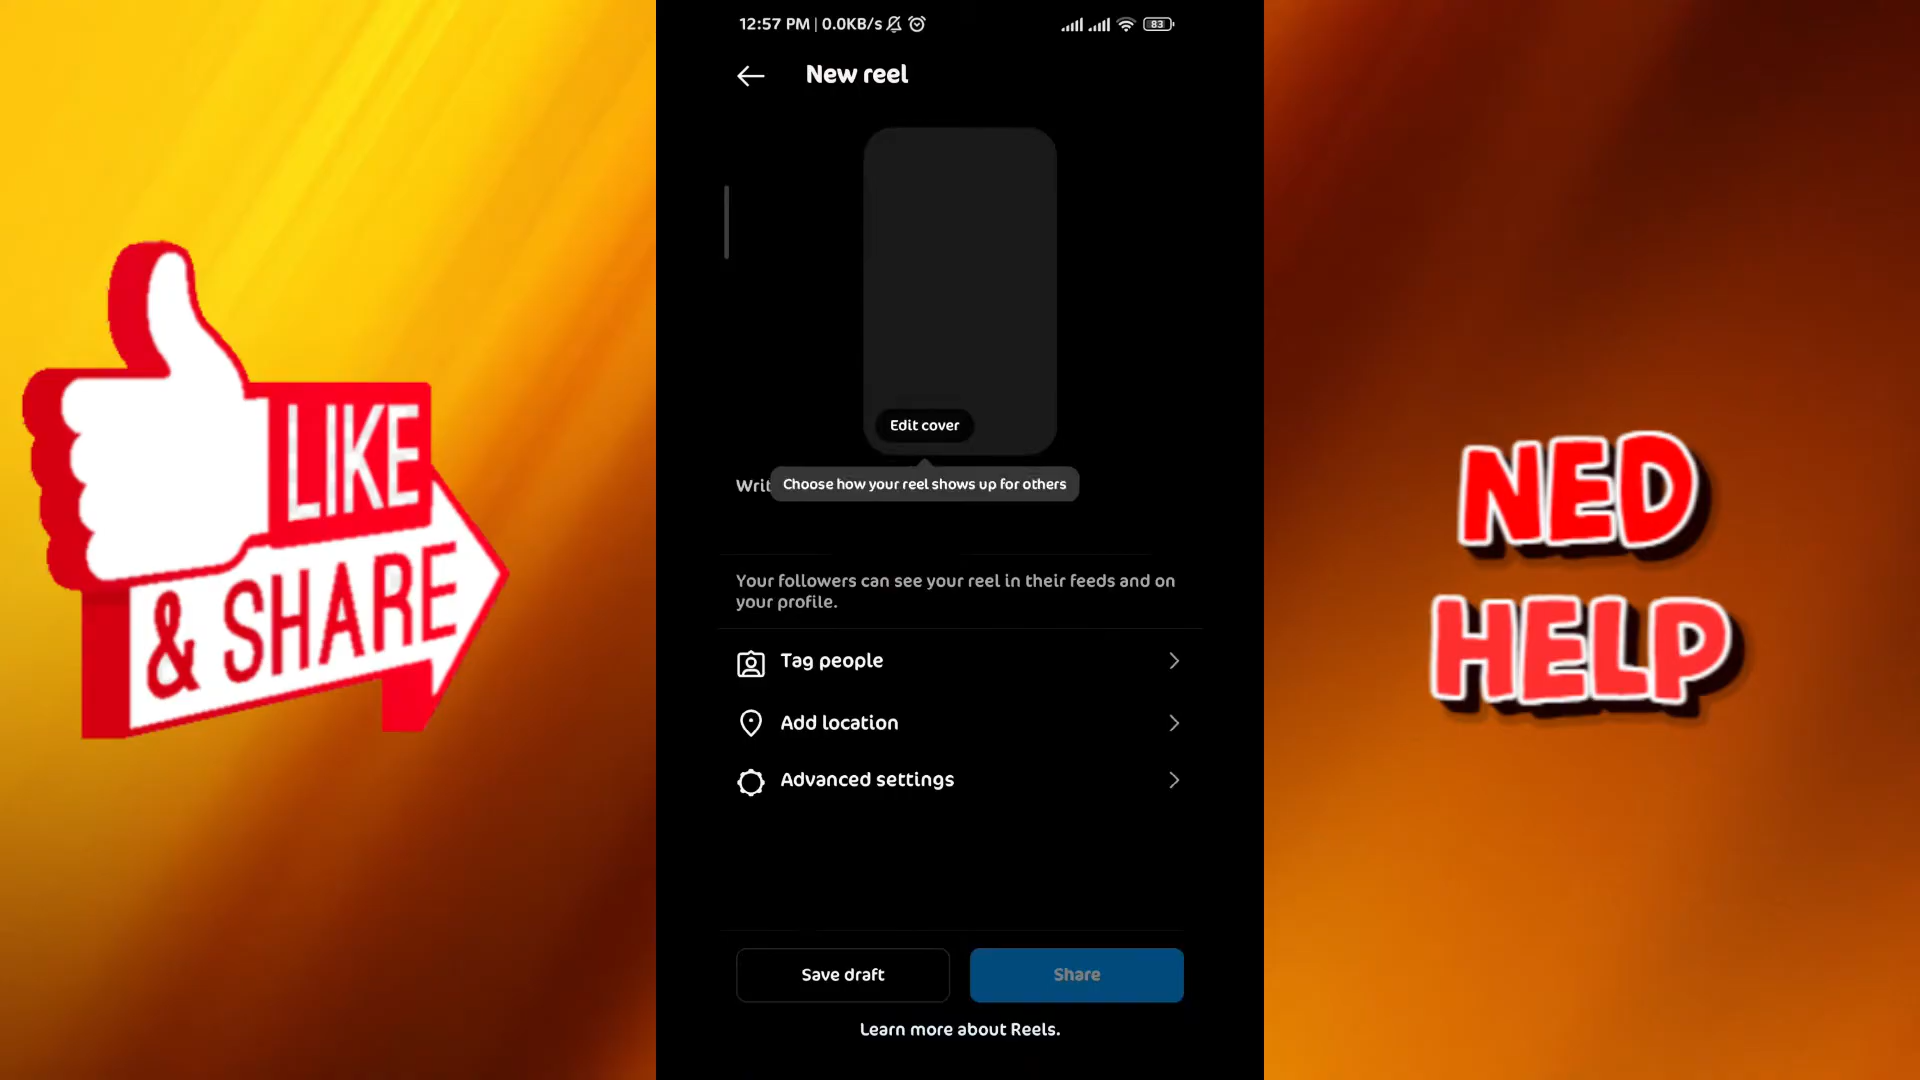 12:57 PM | 0.0KB/s
83
New reel
Edit cover
Writ
Choose how your reel shows up for others
Your followers can see your reel in their feeds and on
your profile.
Tag people
Add location
Advanced settings
Save draft
Share
Learn more about Reels.
LIKE
& SHARE
NED
HELP